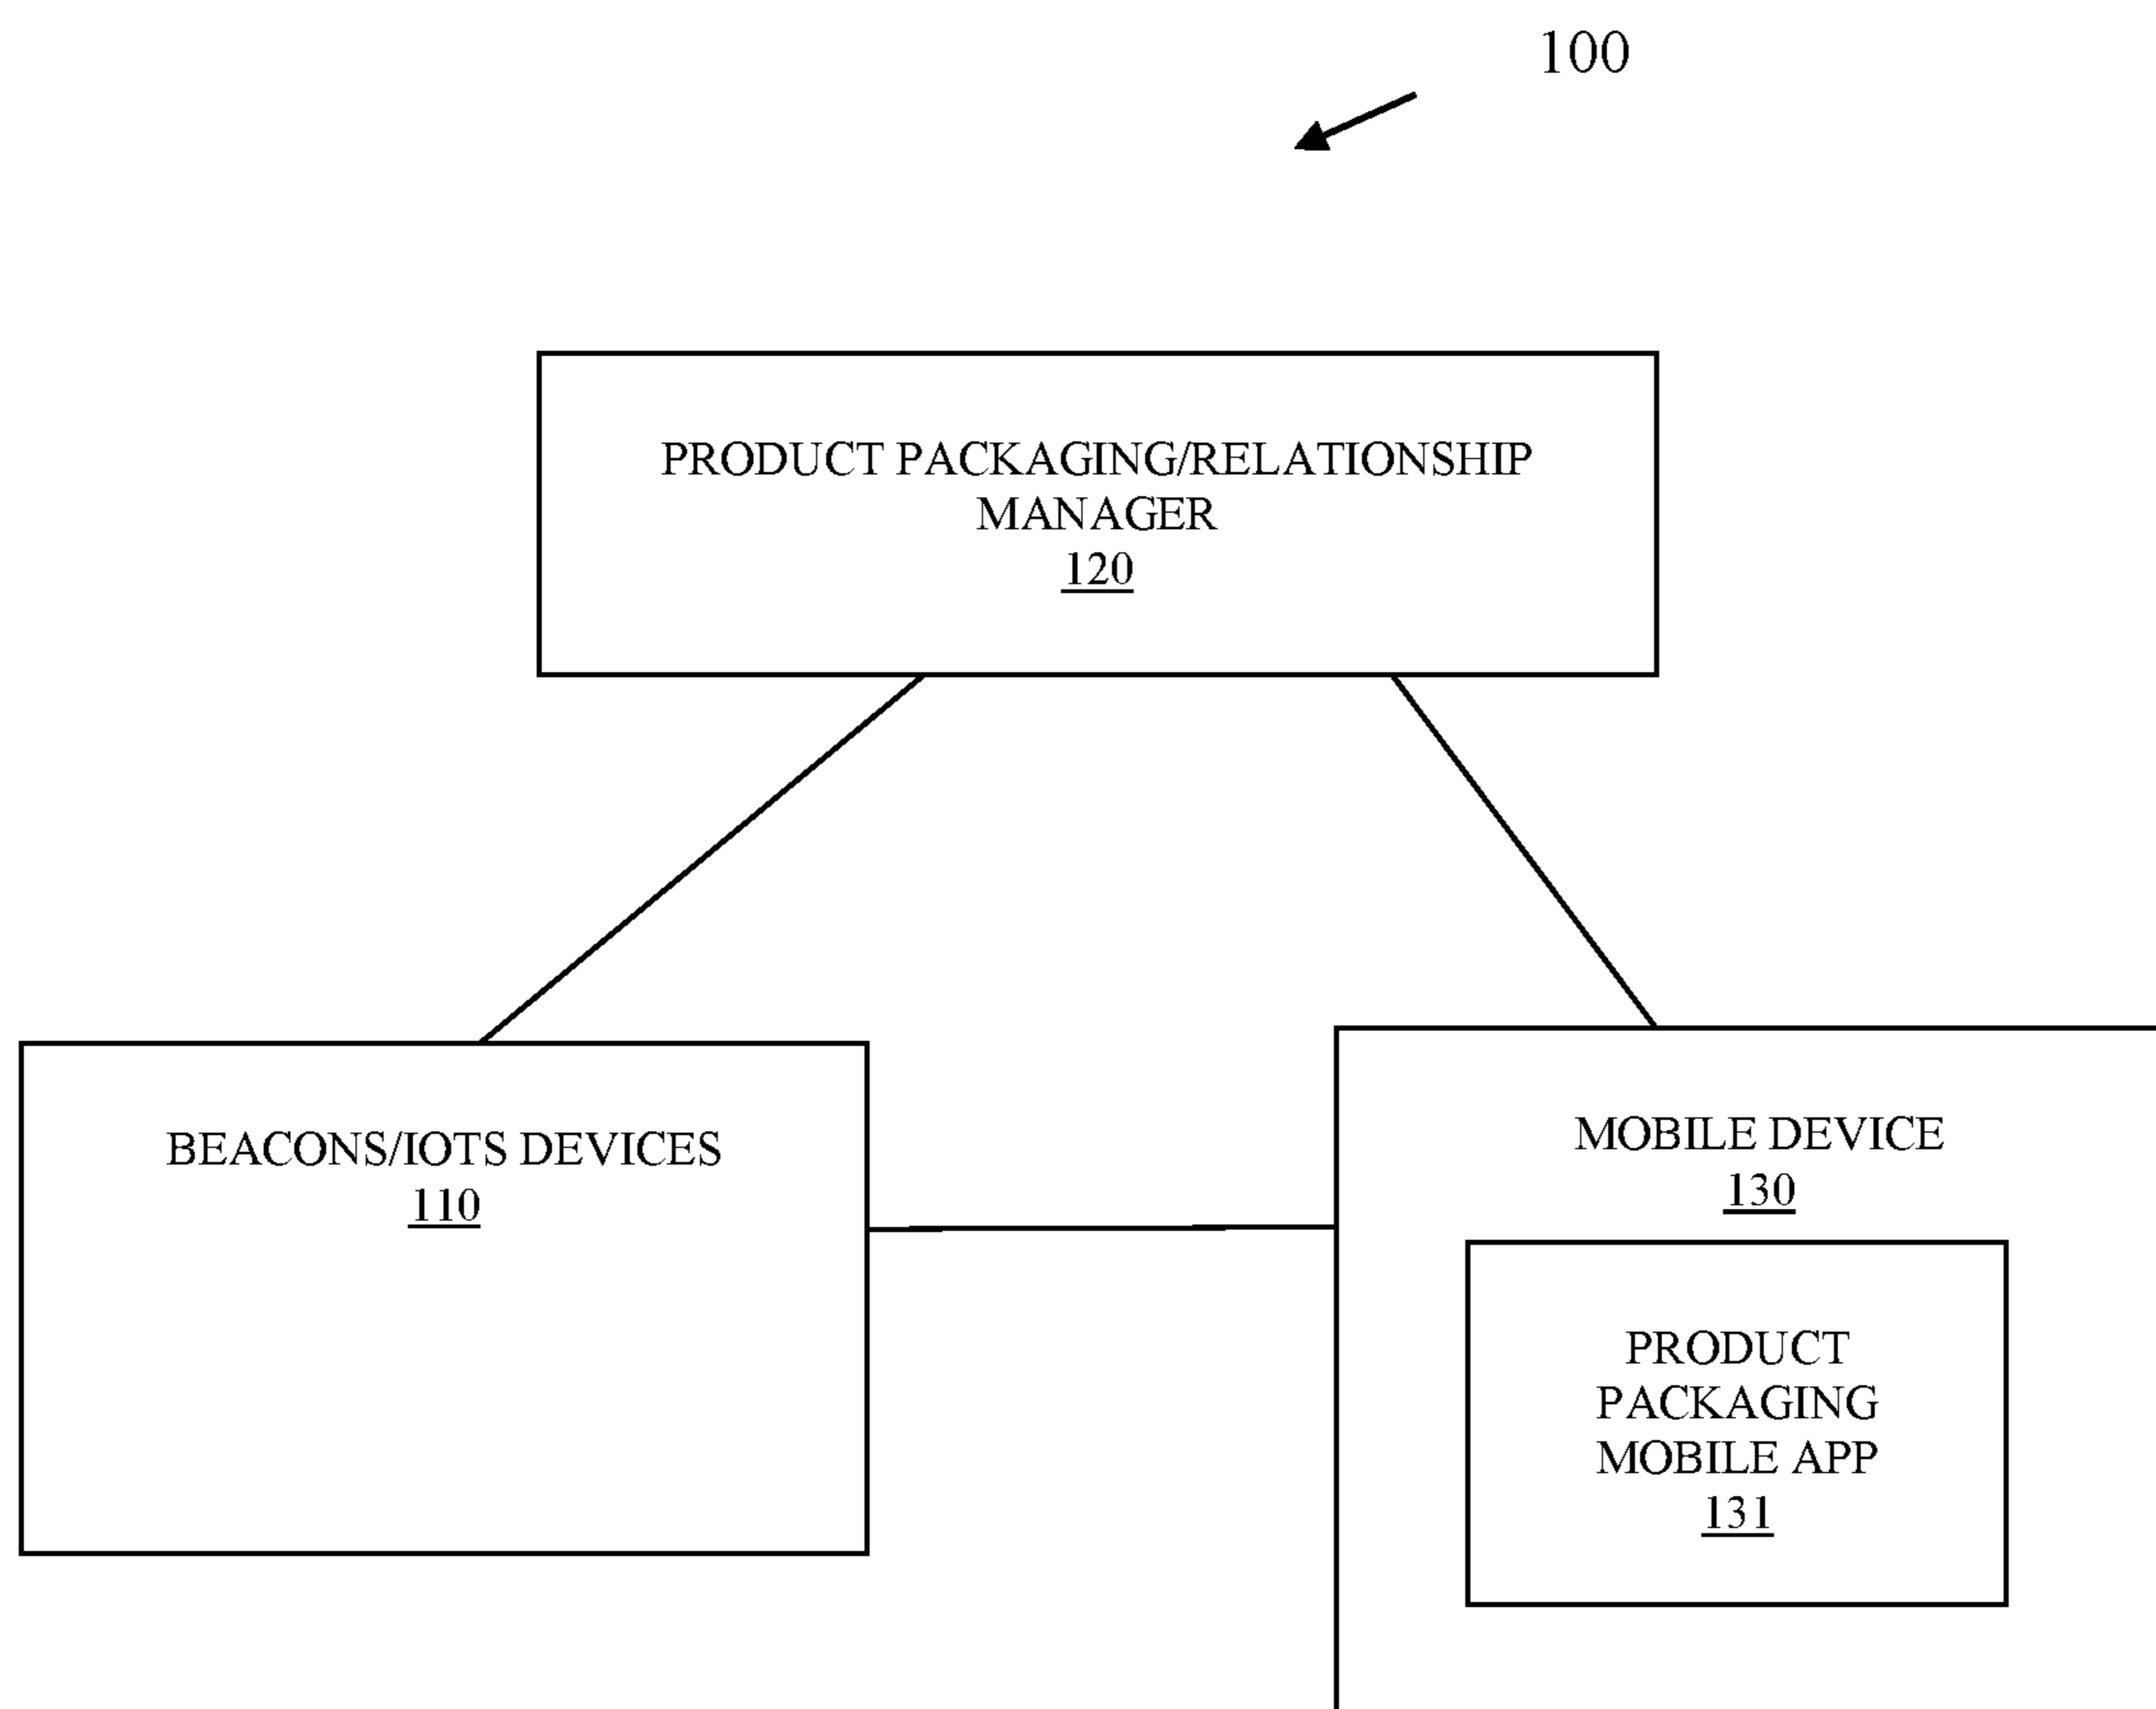 100
PRODUCT PACKAGING/RELATIONSHIP
MANAGER
120
BEACONS/IOTS DEVICES
110
MOBILE DEVICE
130
PRODUCT
PACKAGING
MOBILE APP
131